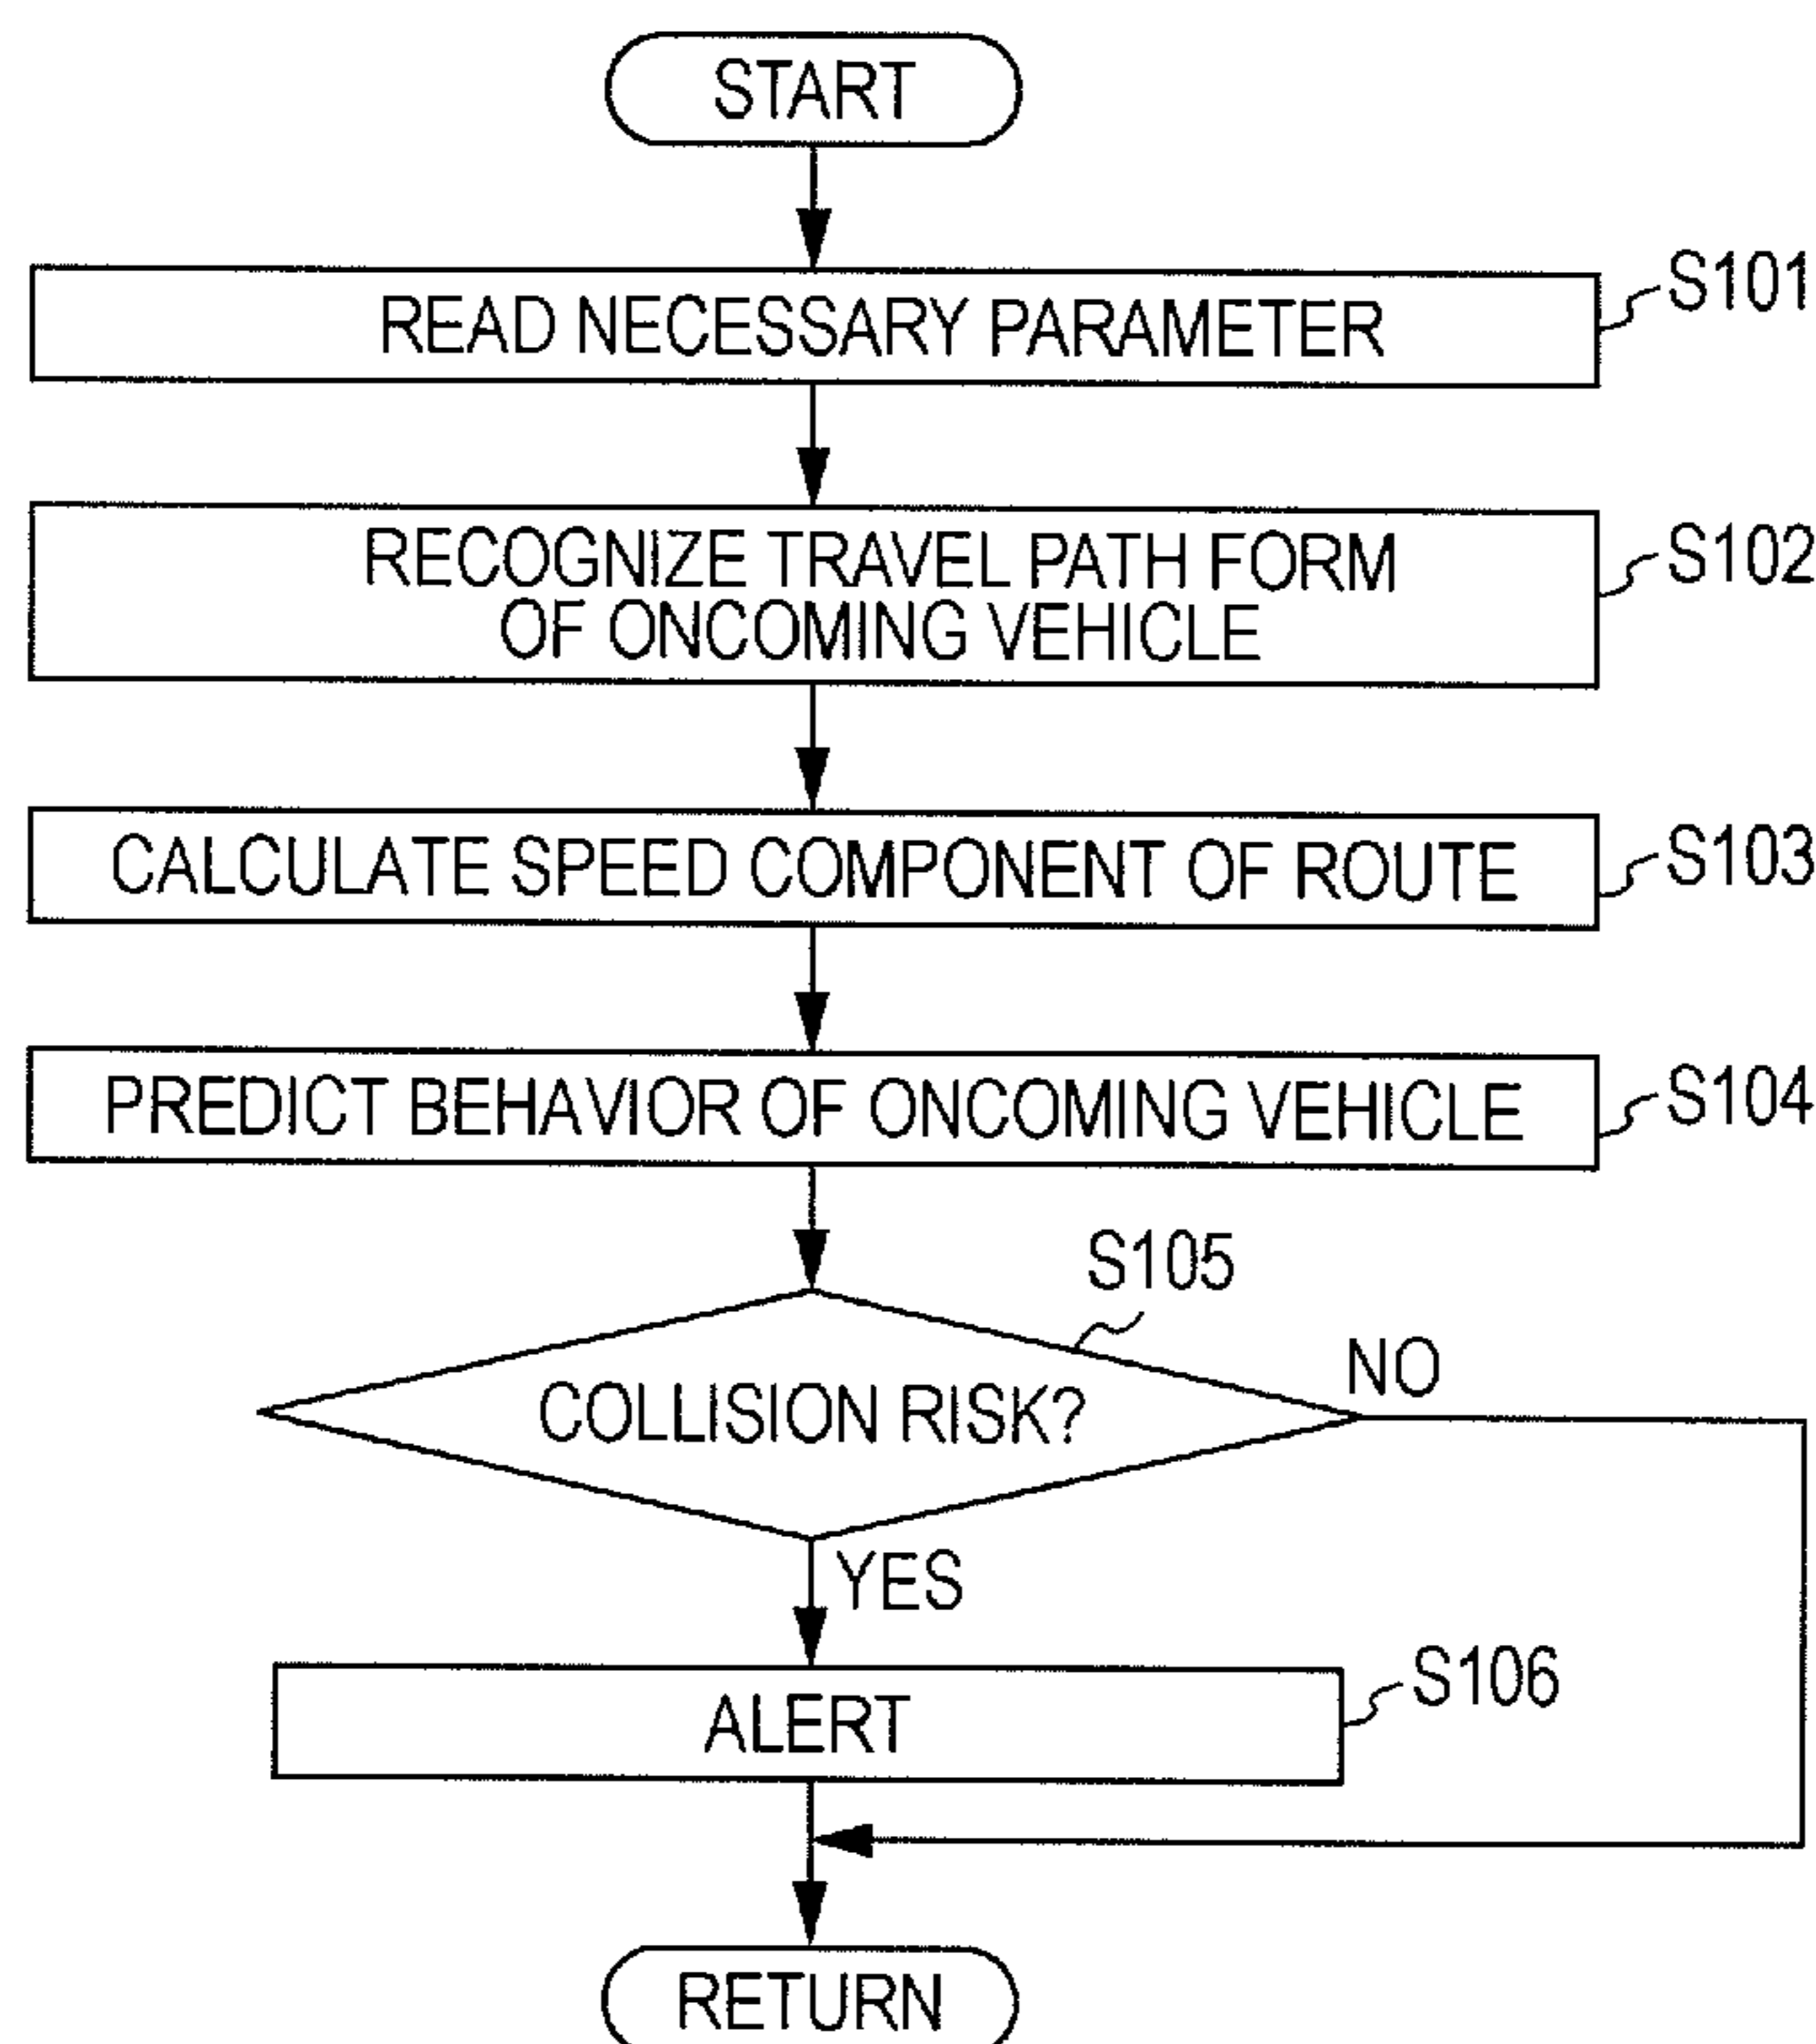 START
READ NECESSARY PARAMETER
S101
RECOGNIZE TRAVEL PATH FORM
OF ONCOMING VEHICLE
S102
CALCULATE SPEED COMPONENT OF ROUTE
S103
PREDICT BEHAVIOR OF ONCOMING VEHICLE
S104
S105
COLLISION RISK?
NO
YES
ALERT
S106
RETURN